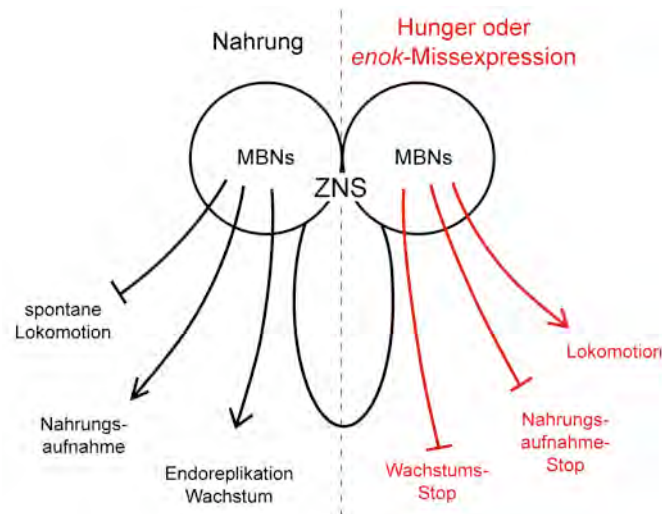 Nahrung
Hunger oder
enok-Missexpression
MBNs
MBNs
ZNS
spontane
Lokomotion
Nahrungs-
aufnahme
Endoreplikation
Wachstum
Lokomotion
Nahrungs-
aufnahme-
Stop
Wachstums-
Stop